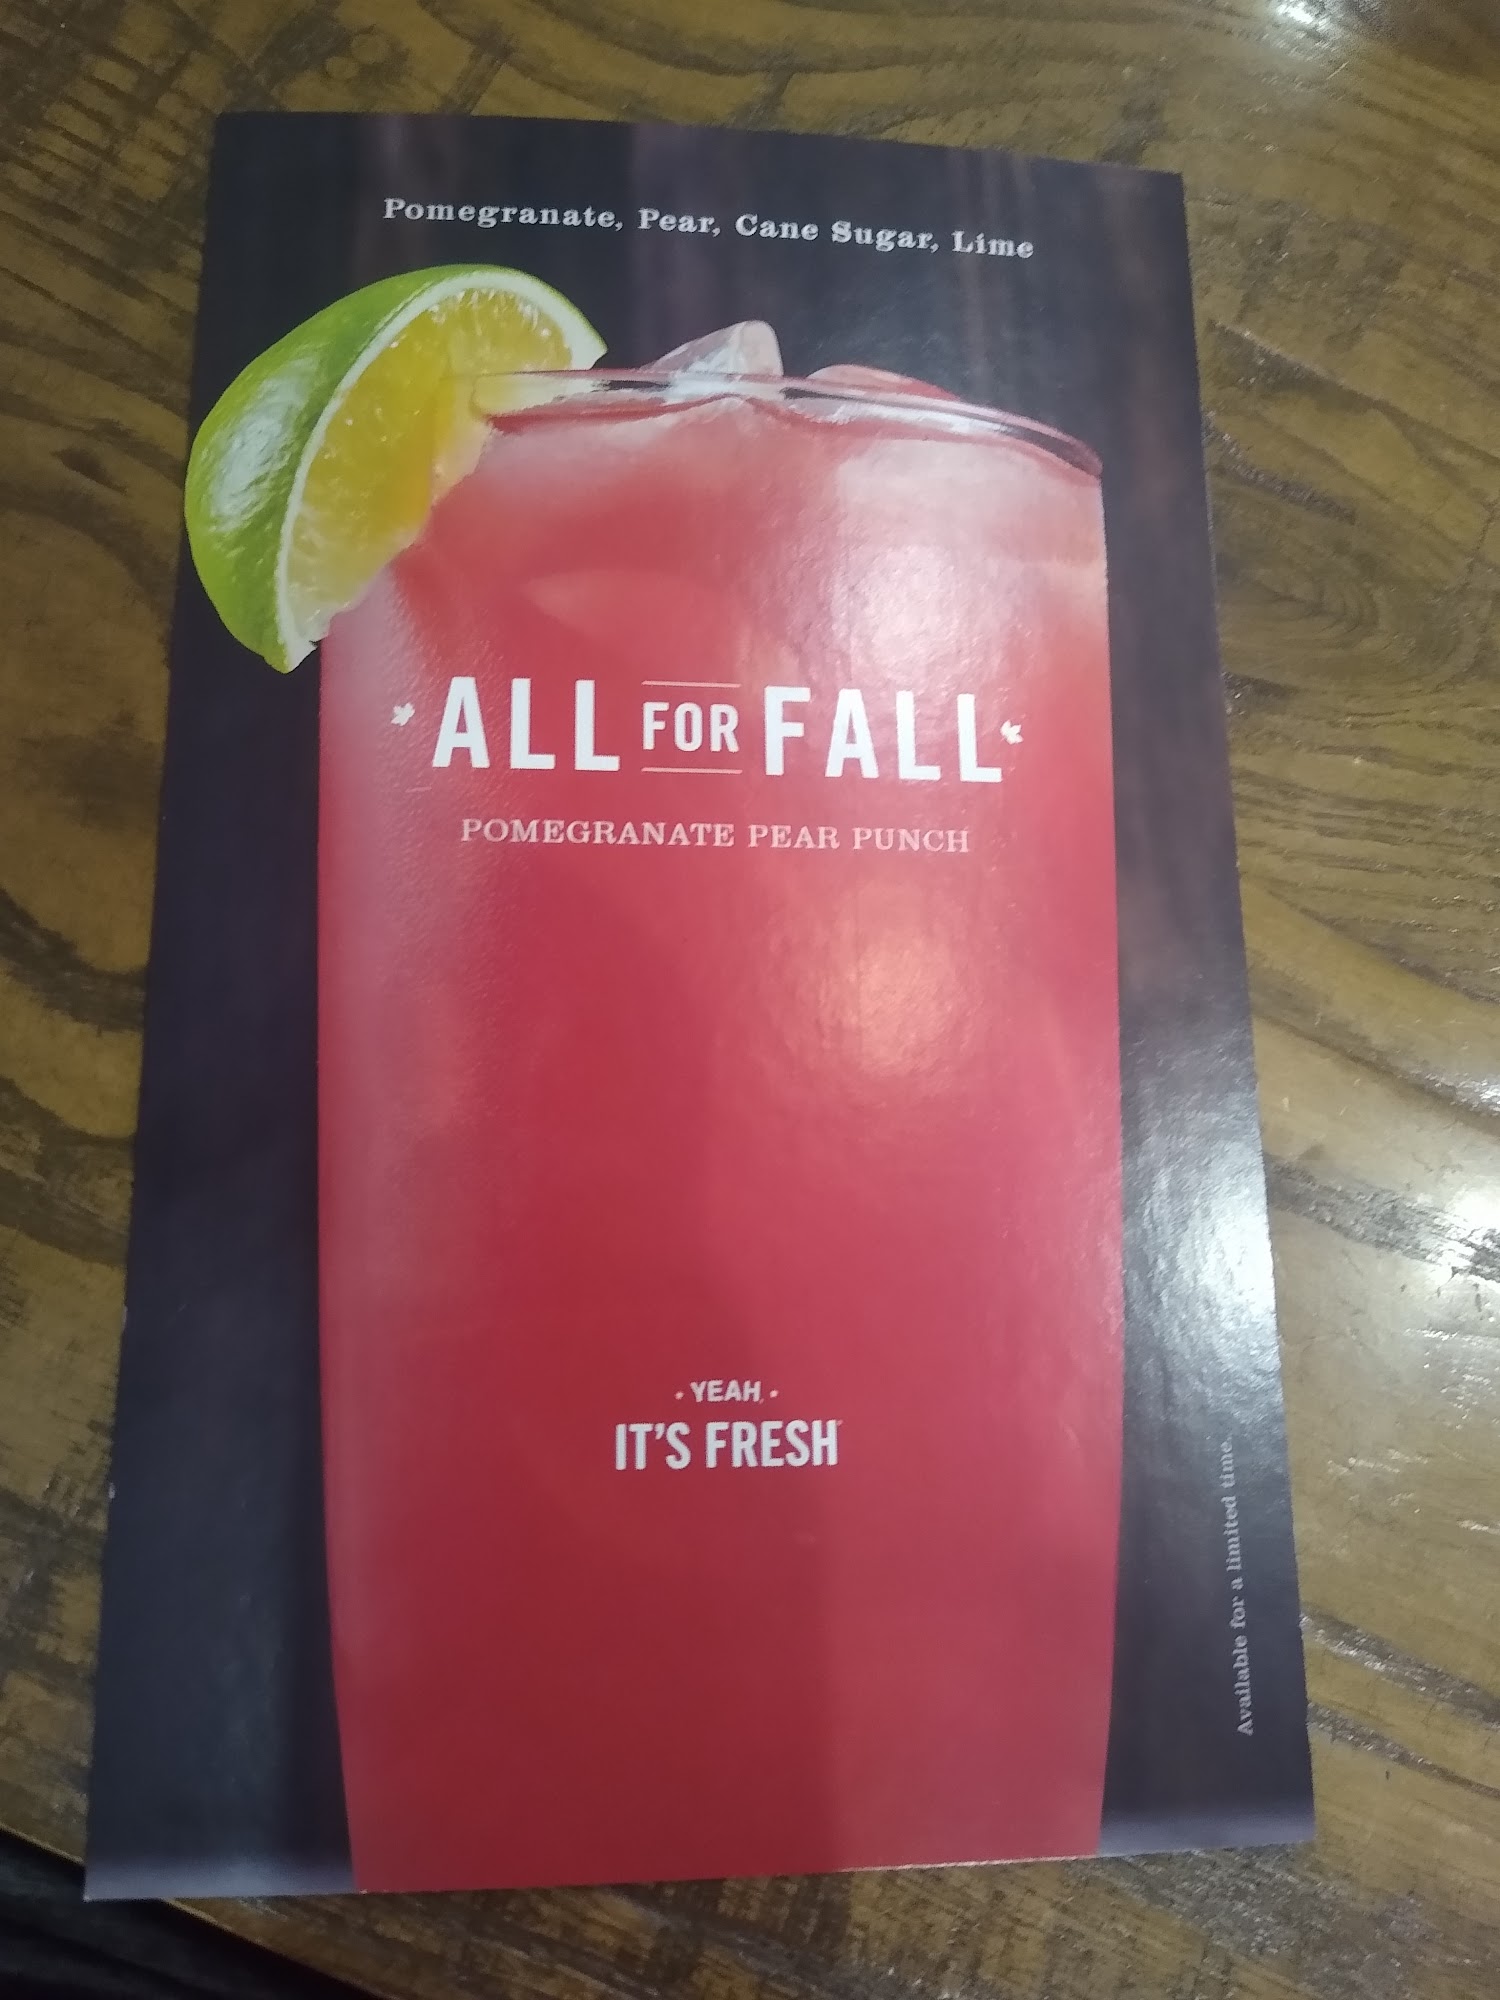 Pomegranate, Pear, Cane Sugar, Lime
ALL FOR FALL
POMEGRANATE PEAR PUNCH
· YEAH, ·
IT'S FRESH
Available for a limited time.